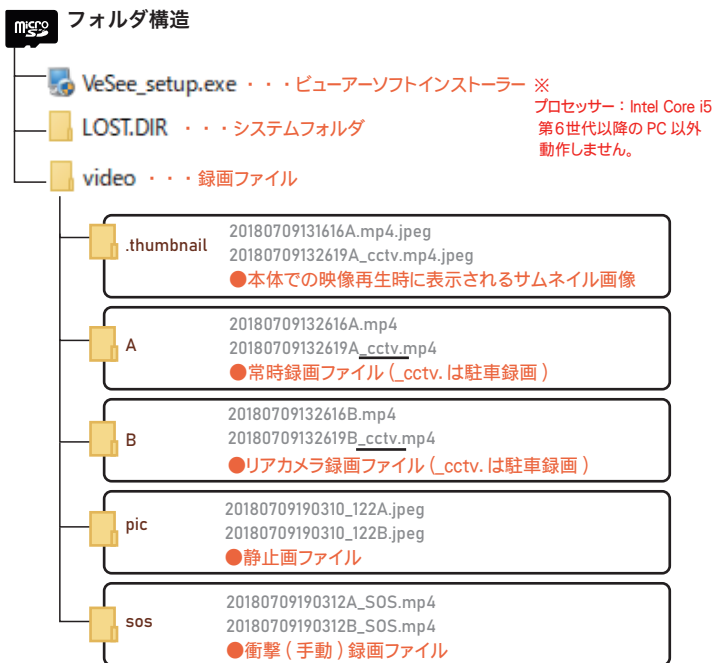 micro
フォルダ構造
VeSee_setup.exe ・・・ビューアーソフトインストーラー ※
プロセッサー：Intel Core i5
第6世代以降の PC 以外
動作しません。
LOST.DIR ・・・システムフォルダ
video ・・・録画ファイル
.thumbnail
20180709131616A.mp4.jpeg
20180709132619A_cctv.mp4.jpeg
●本体での映像再生時に表示されるサムネイル画像
A
20180709132616A.mp4
20180709132619A_cctv.mp4
●常時録画ファイル (_cctv. は駐車録画 )
B
20180709132616B.mp4
20180709132619B_cctv.mp4
●リアカメラ録画ファイル (_cctv. は駐車録画 )
pic
20180709190310_122A.jpeg
20180709190310_122B.jpeg
●静止画ファイル
sos
20180709190312A_SOS.mp4
20180709190312B_SOS.mp4
●衝撃 ( 手動 ) 録画ファイル